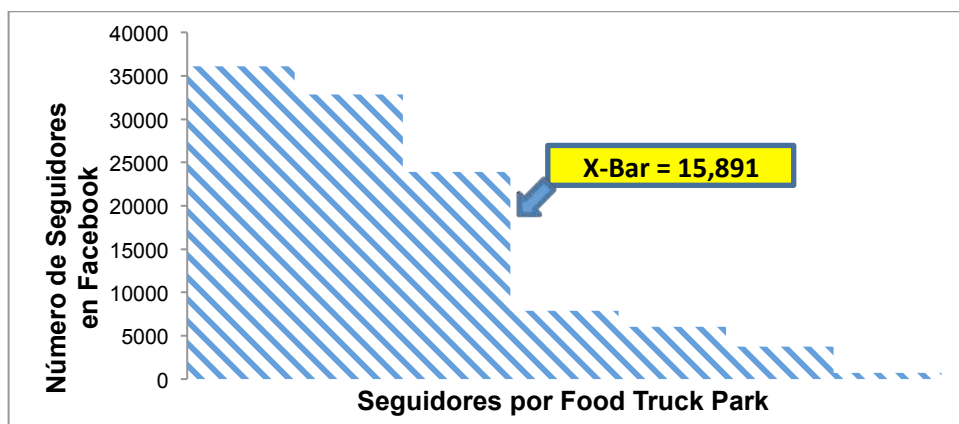 Número de Seguidores
en Facebook
40000
35000
30000
25000
20000
15000
10000
5000
0
X-Bar = 15,891
Seguidores por Food Truck Park